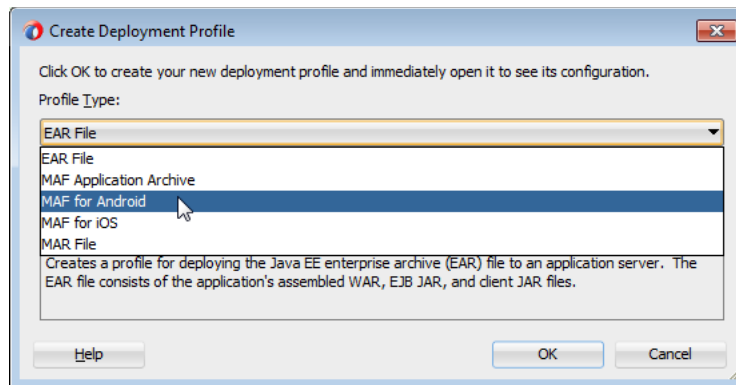 Create Deployment Profile
Click OK to create your new deployment profile and immediately open it to see its configuration.
Profile Type:
EAR File
EAR File
MAF Application Archive
MAF for Android
MAF for iOS
MAR File
Creates a profile for deploying the Java EE enterprise archive (EAR) file to an application server. The
EAR file consists of the application's assembled WAR, EJB JAR, and client JAR files.
Help OK Cancel